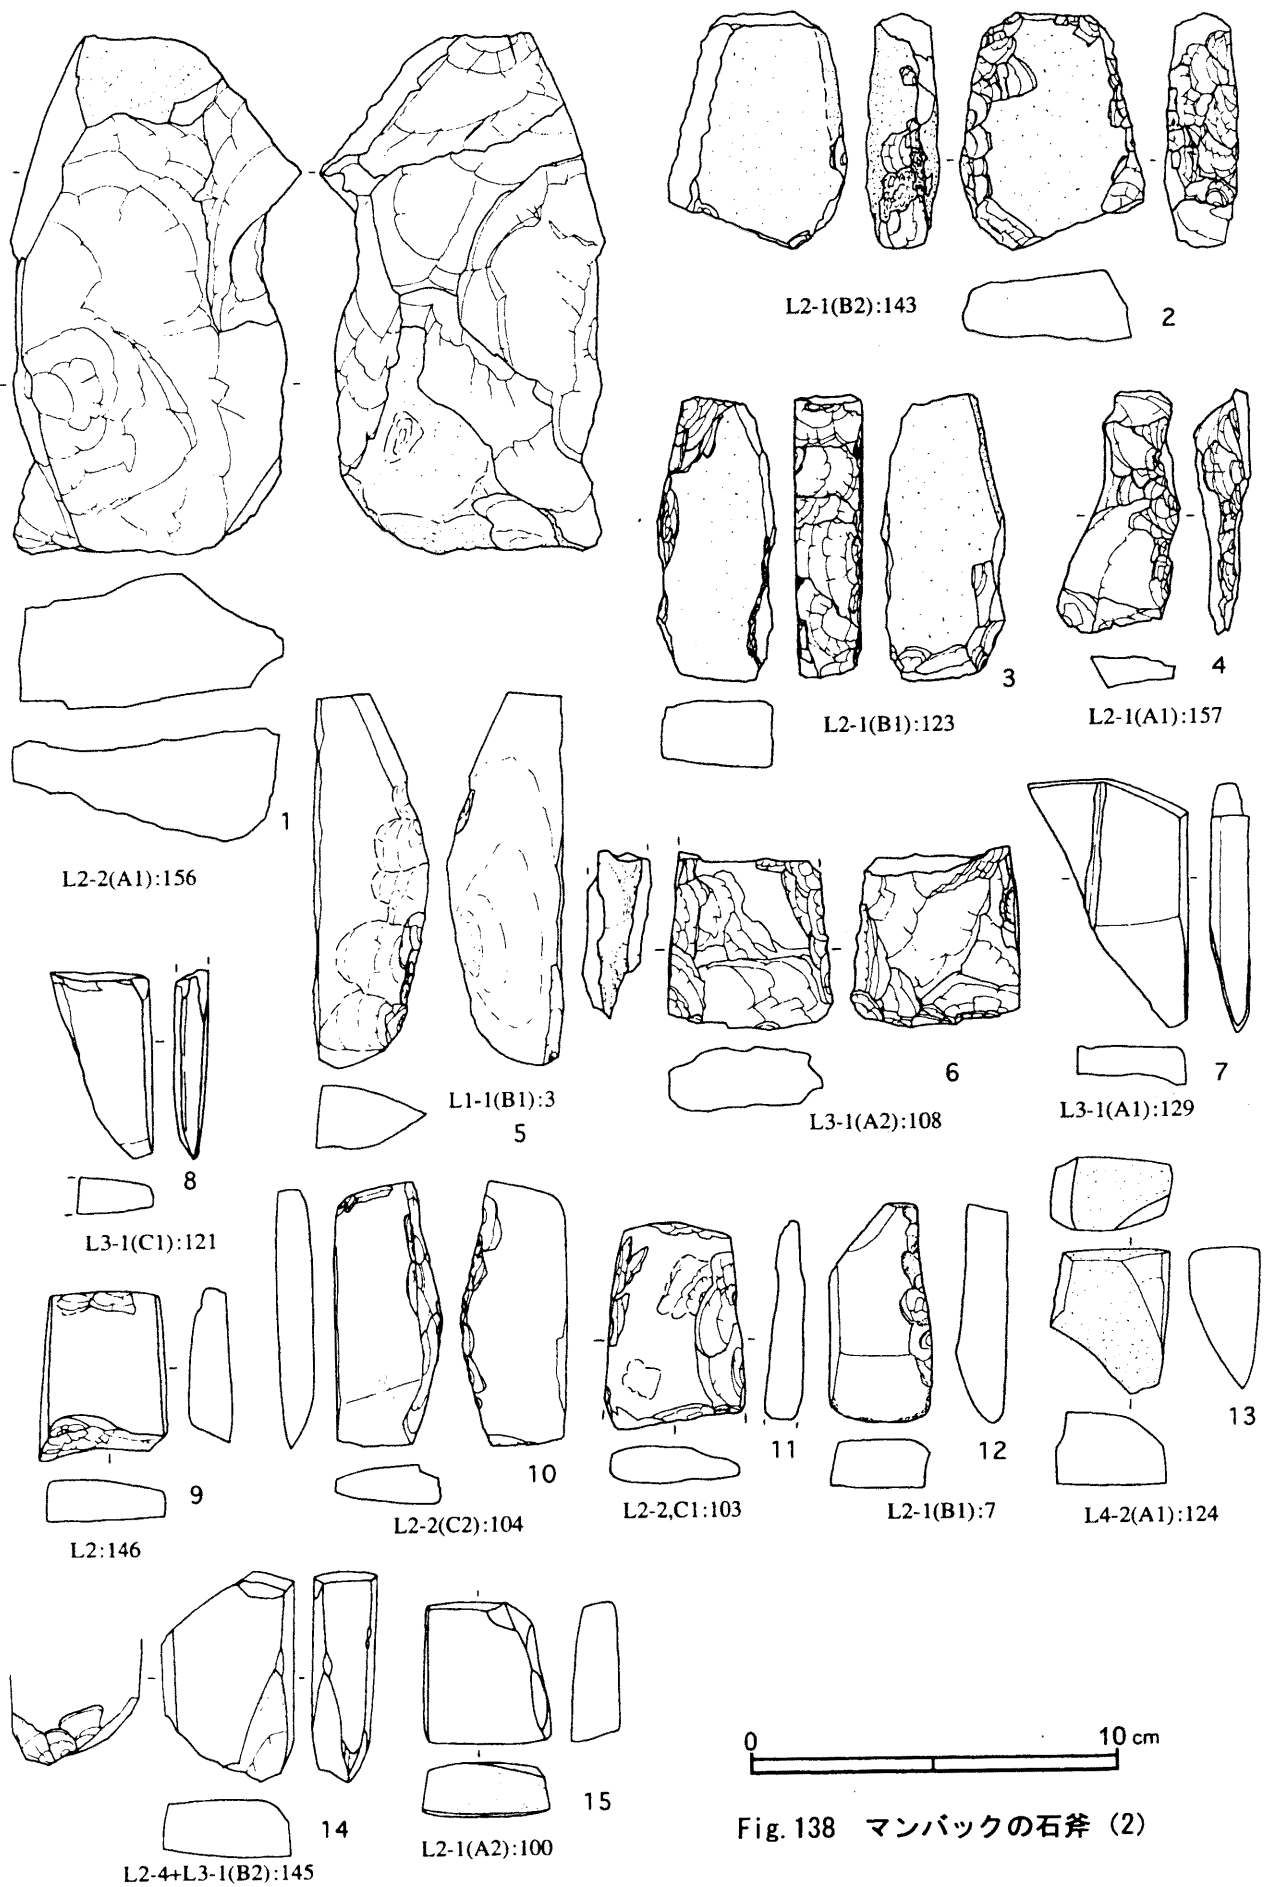 L2-1(B2):143
2
3
L2-1(B1):123
4
L2-1(A1):157
1
L2-2(A1):156
L1-1(B1):3
5
6
L3-1(A2):108
7
L3-1(A1):129
8
L3-1(C1):121
9
L2:146
10
L2-2(C2):104
11
L2-2,C1:103
12
L2-1(B1):7
13
L4-2(A1):124
14
L2-4+L3-1(B2):145
15
L2-1(A2):100
0 10 cm
Fig. 138 マンバックの石斧 (2)